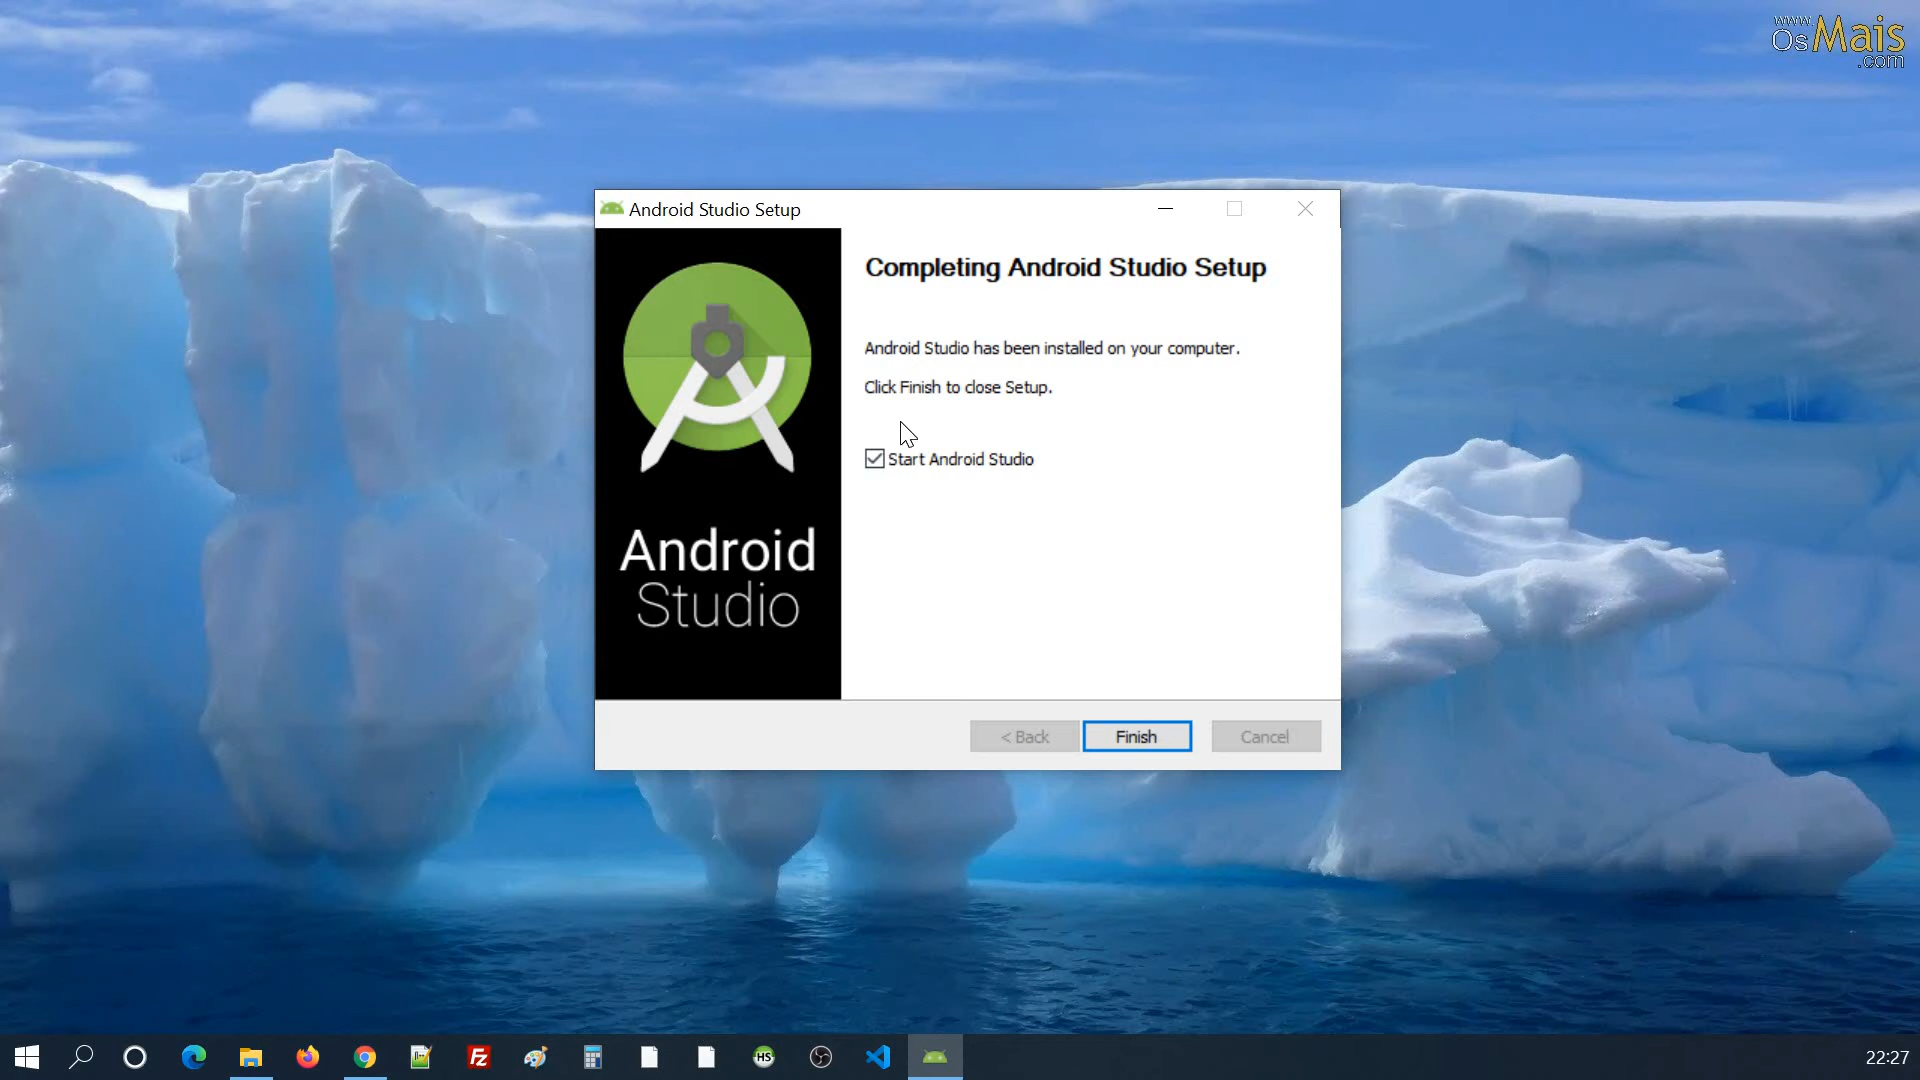 www
OsMais
.com
Android Studio Setup
Completing Android Studio Setup
Android Studio has been installed on your computer.
Click Finish to close Setup.
Start Android Studio
Android
Studio
< Back
Finish
Cancel
FZ
HS
22:27